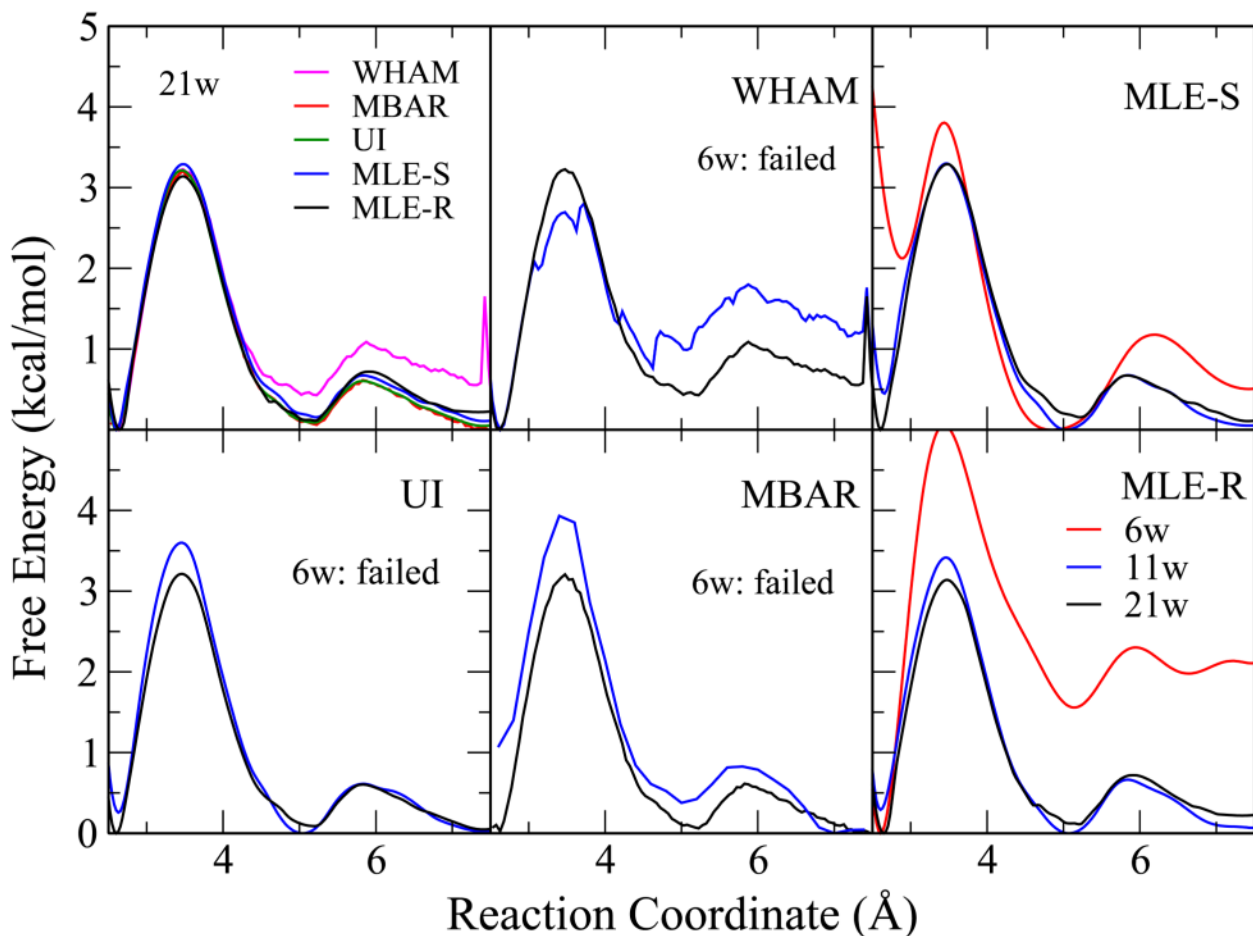 Free Energy (kcal/mol)
5
4
3
2
1
21w
WHAM
MBAR
UI
MLE-S
MLE-R
WHAM
6w: failed
MLE-S
4
3
2
1
0
UI
6w: failed
MBAR
6w: failed
MLE-R
6w
11w
21w
4
6
4
6
4
6
Reaction Coordinate (Å)